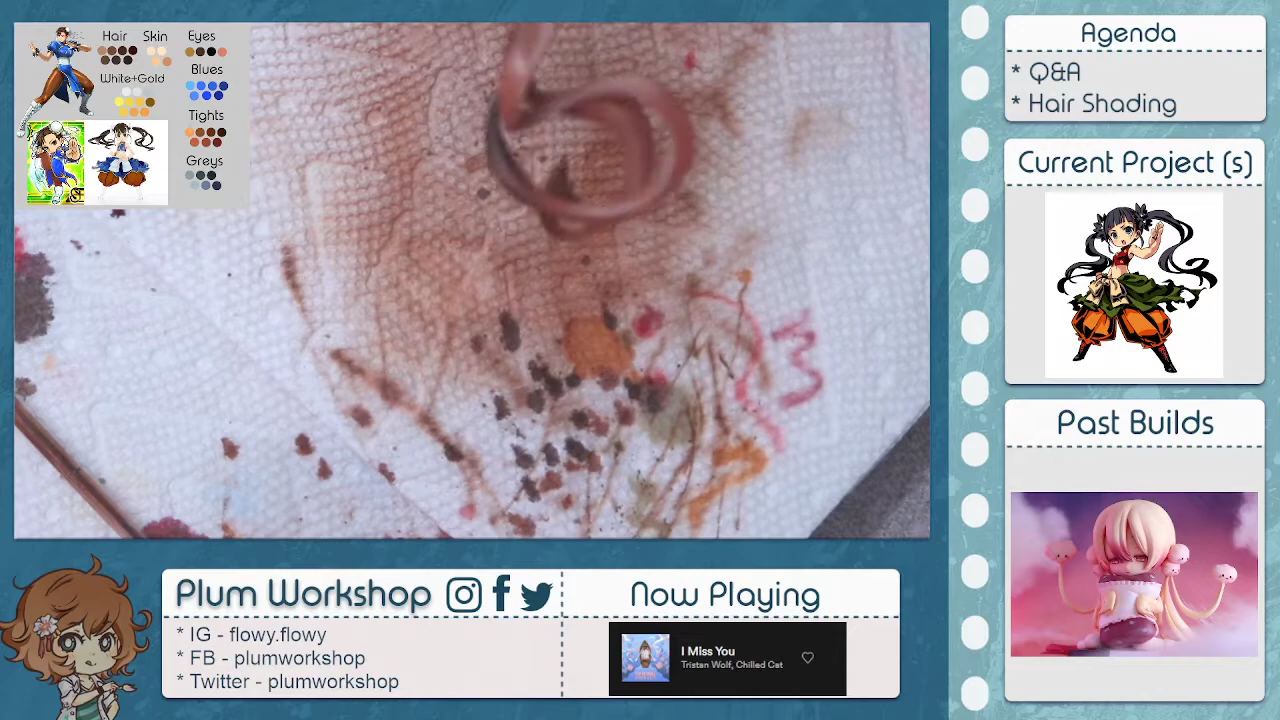 Hair Skin Eyes
White+Gold
Blues
Tights
Greys
Agenda
* Q&A
* Hair Shading
Current Project (s)
Past Builds
Plum Workshop
* IG - flowy.flowy
* FB - plumworkshop
* Twitter - plumworkshop
Now Playing
I Miss You
Tristan Wolf, Chilled Cat